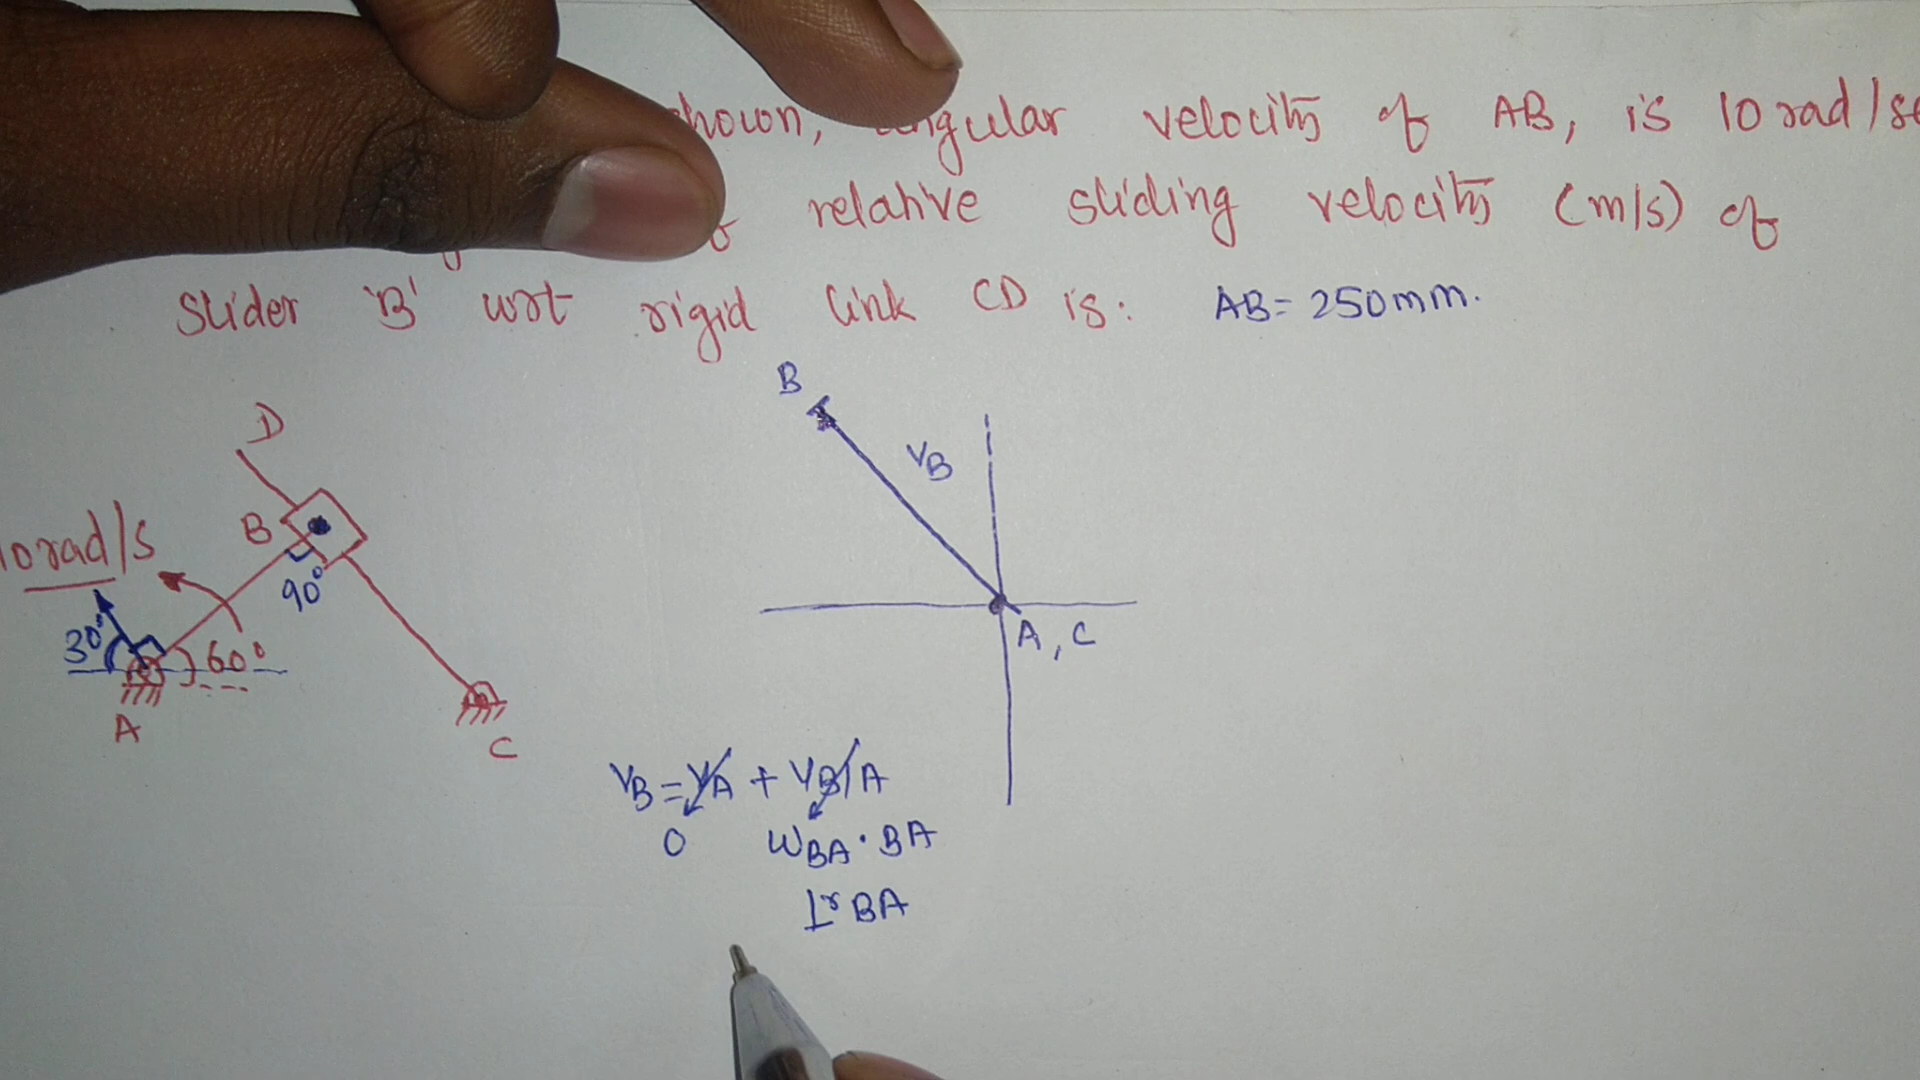 shown, angular velocity of AB, is 10 rad/se
relative sliding velocity (m/s) of
slider 'B' wrt rigid link CD is: AB= 250mm.
B
VB
A, C
D
B
10 rad/s
90°
30°
60°
A
C
VB = VA + VB/A
0 ωBA · BA
⊥r BA